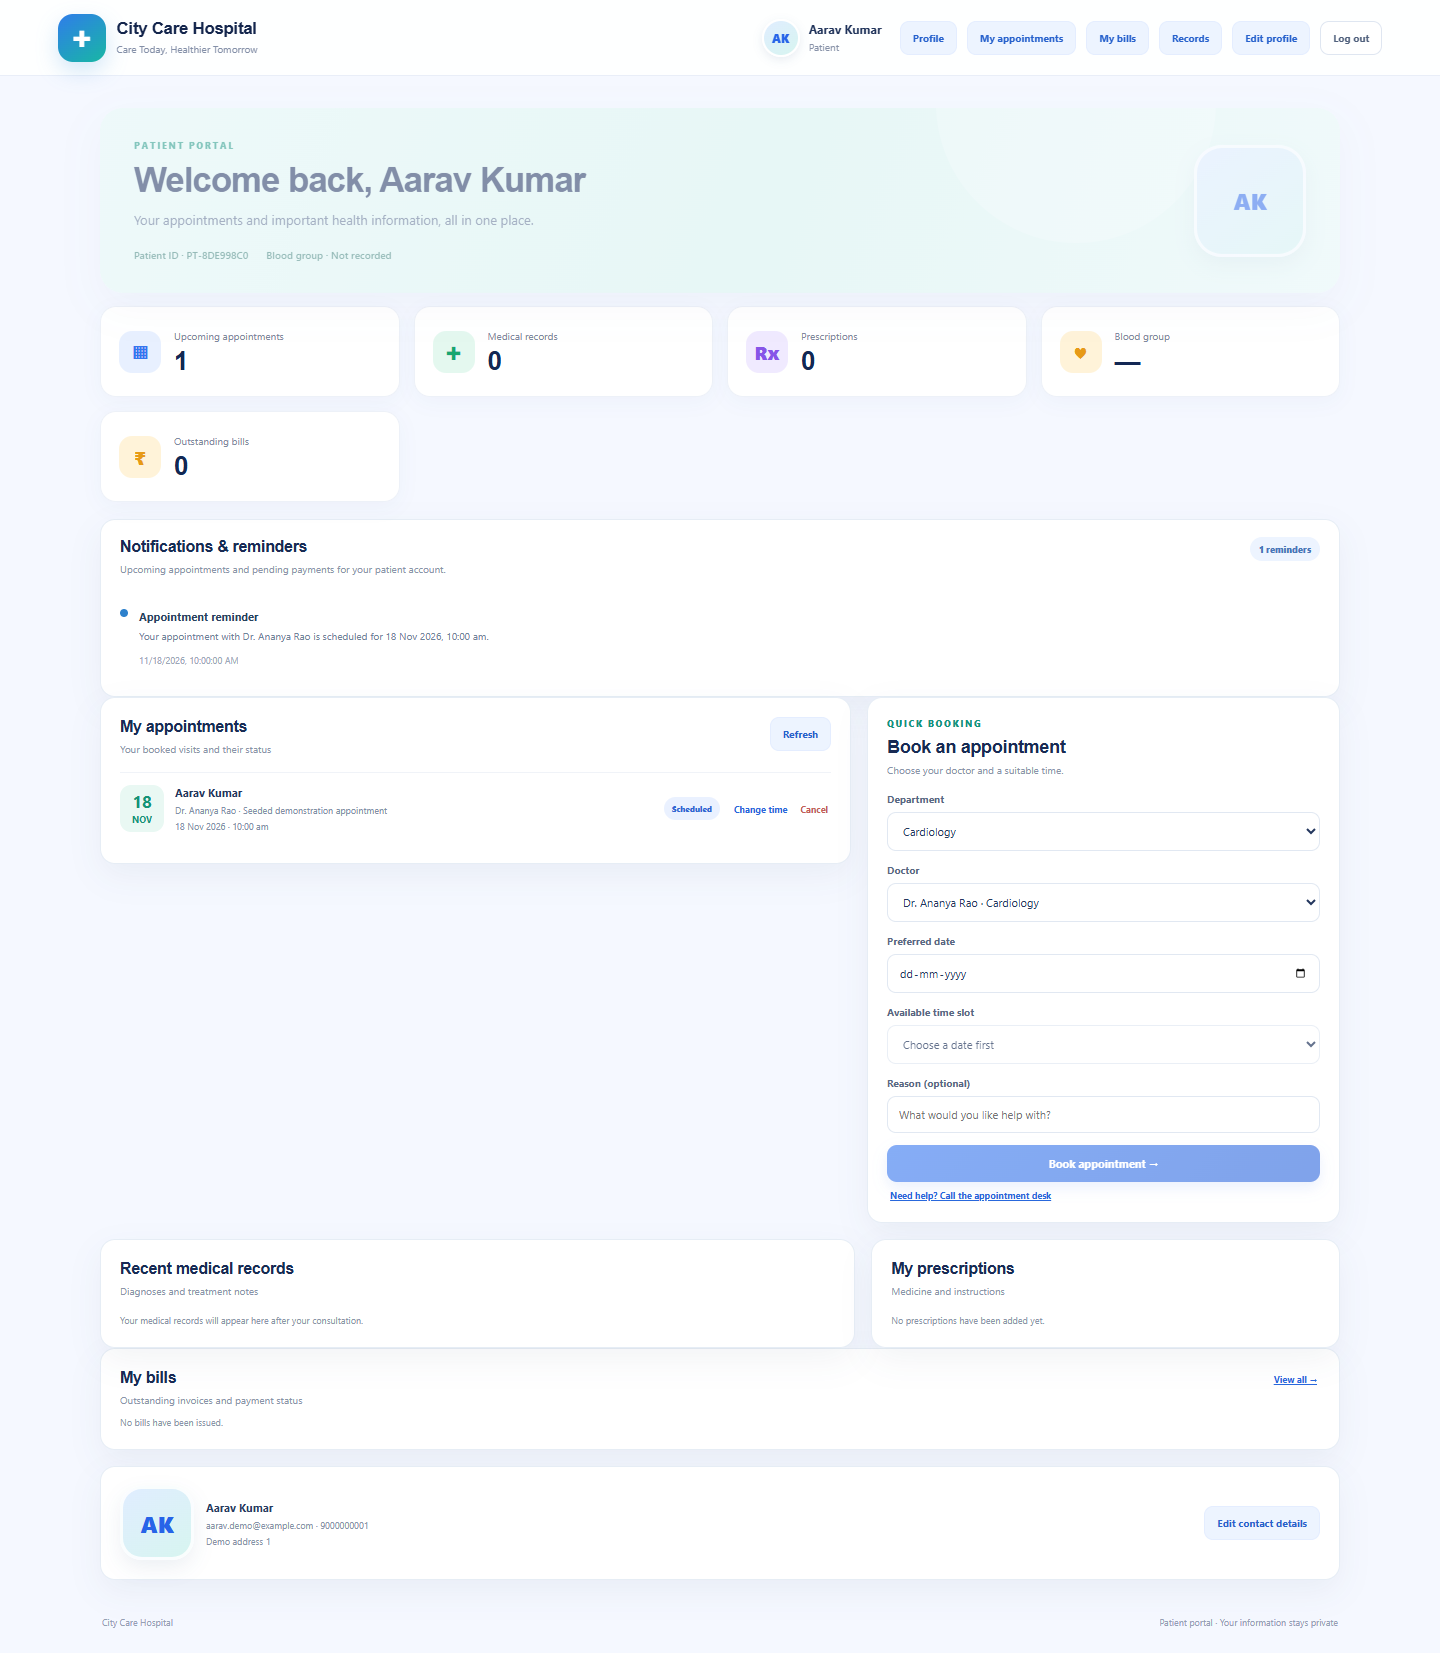 City Care Hospital
Care Today, Healthier Tomorrow
AK
Aarav Kumar
Patient
Profile
My appointments
My bills
Records
Edit profile
Log out
PATIENT PORTAL
Welcome back, Aarav Kumar
Your appointments and important health information, all in one place.
Patient ID · PT-8DE998C0
Blood group · Not recorded
AK
Upcoming appointments
1
Medical records
0
Rx
Prescriptions
0
Blood group
—
₹
Outstanding bills
0
Notifications & reminders
Upcoming appointments and pending payments for your patient account.
1 reminders
Appointment reminder
Your appointment with Dr. Ananya Rao is scheduled for 18 Nov 2026, 10:00 am.
11/18/2026, 10:00:00 AM
My appointments
Your booked visits and their status
Refresh
18
NOV
Aarav Kumar
Dr. Ananya Rao · Seeded demonstration appointment
18 Nov 2026 · 10:00 am
Scheduled
Change time
Cancel
QUICK BOOKING
Book an appointment
Choose your doctor and a suitable time.
Department
Cardiology
Doctor
Dr. Ananya Rao · Cardiology
Preferred date
dd-mm-yyyy
Available time slot
Choose a date first
Reason (optional)
What would you like help with?
Book appointment →
Need help? Call the appointment desk
Recent medical records
Diagnoses and treatment notes
Your medical records will appear here after your consultation.
My prescriptions
Medicine and instructions
No prescriptions have been added yet.
My bills
Outstanding invoices and payment status
No bills have been issued.
View all →
AK
Aarav Kumar
aarav.demo@example.com · 9000000001
Demo address 1
Edit contact details
City Care Hospital
Patient portal · Your information stays private